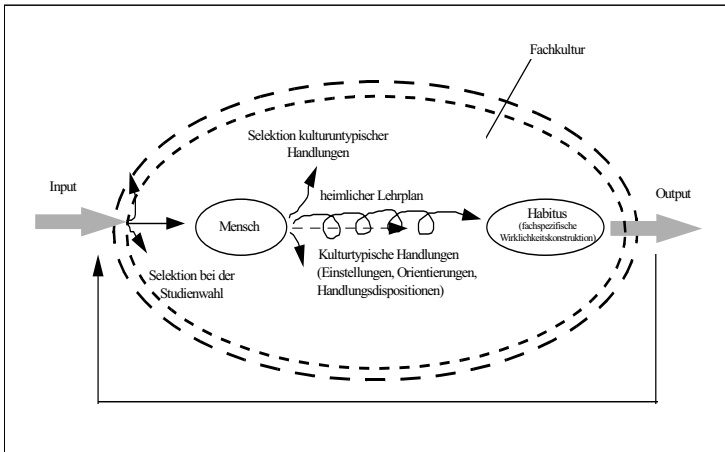 Fachkultur
Selektion kulturuntypischer
Handlungen
Input
heimlicher Lehrplan
Output
Mensch
Habitus
(fachspezifische
Wirklichkeitskonstruktion)
Selektion bei der
Studienwahl
Kulturtypische Handlungen
(Einstellungen, Orientierungen,
Handlungsdispositionen)